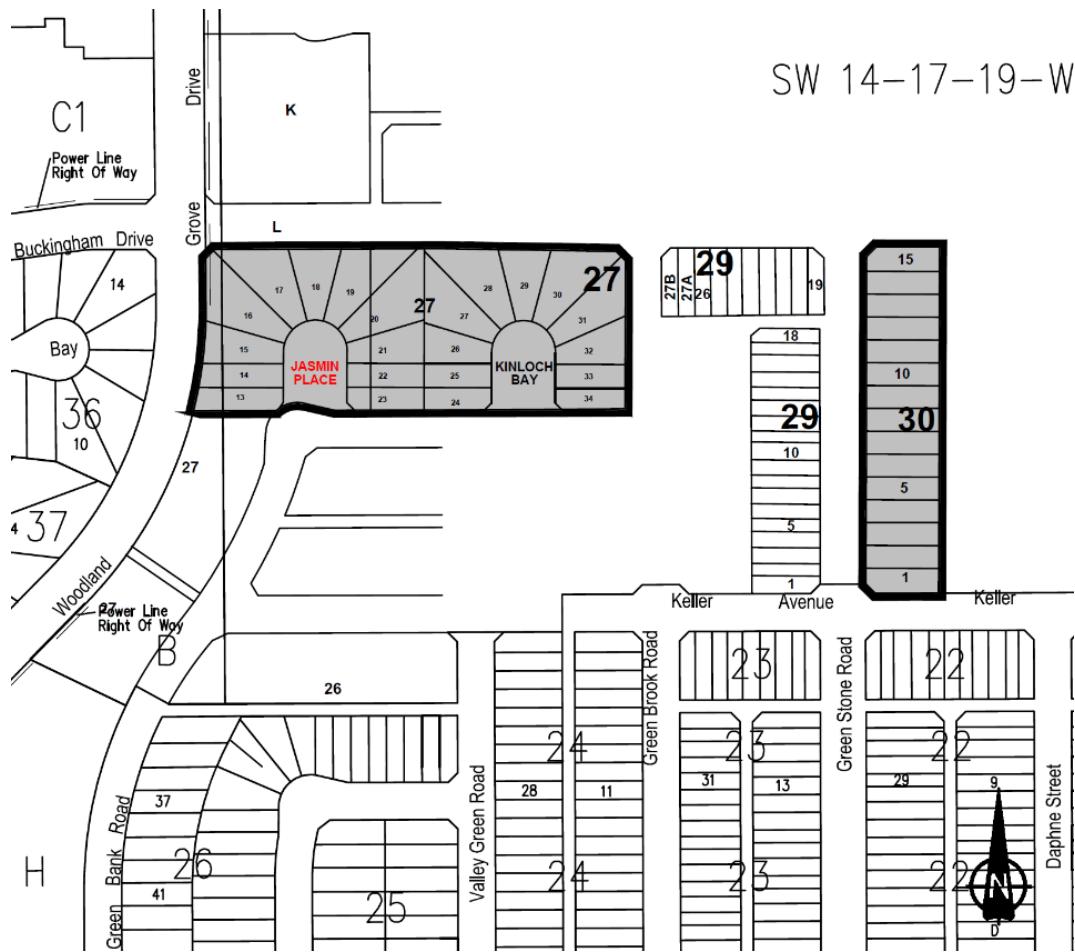 SW 14-17-19-W
Drive
K
C1
Power Line
Right Of Way
Grove
L
Buckingham Drive
14
Bay
36
10
37
4
27
17
18
19
16
20
15
21
14
22
13
23
JASMIN
PLACE
27
27
28
29
30
27
31
26
32
25
33
24
34
KINLOCH
BAY
29
27B
27A
26
19
18
29
10
5
1
15
10
30
5
1
Woodland
27
Power Line
Right Of Way
B
Keller
Avenue
Keller
26
Green Brook Road
23
Green Stone Road
22
24
23
22
28
11
31
13
29
9
Valley Green Road
Daphne Street
37
Green Bank Road
26
41
H
25
24
23
22
N
D